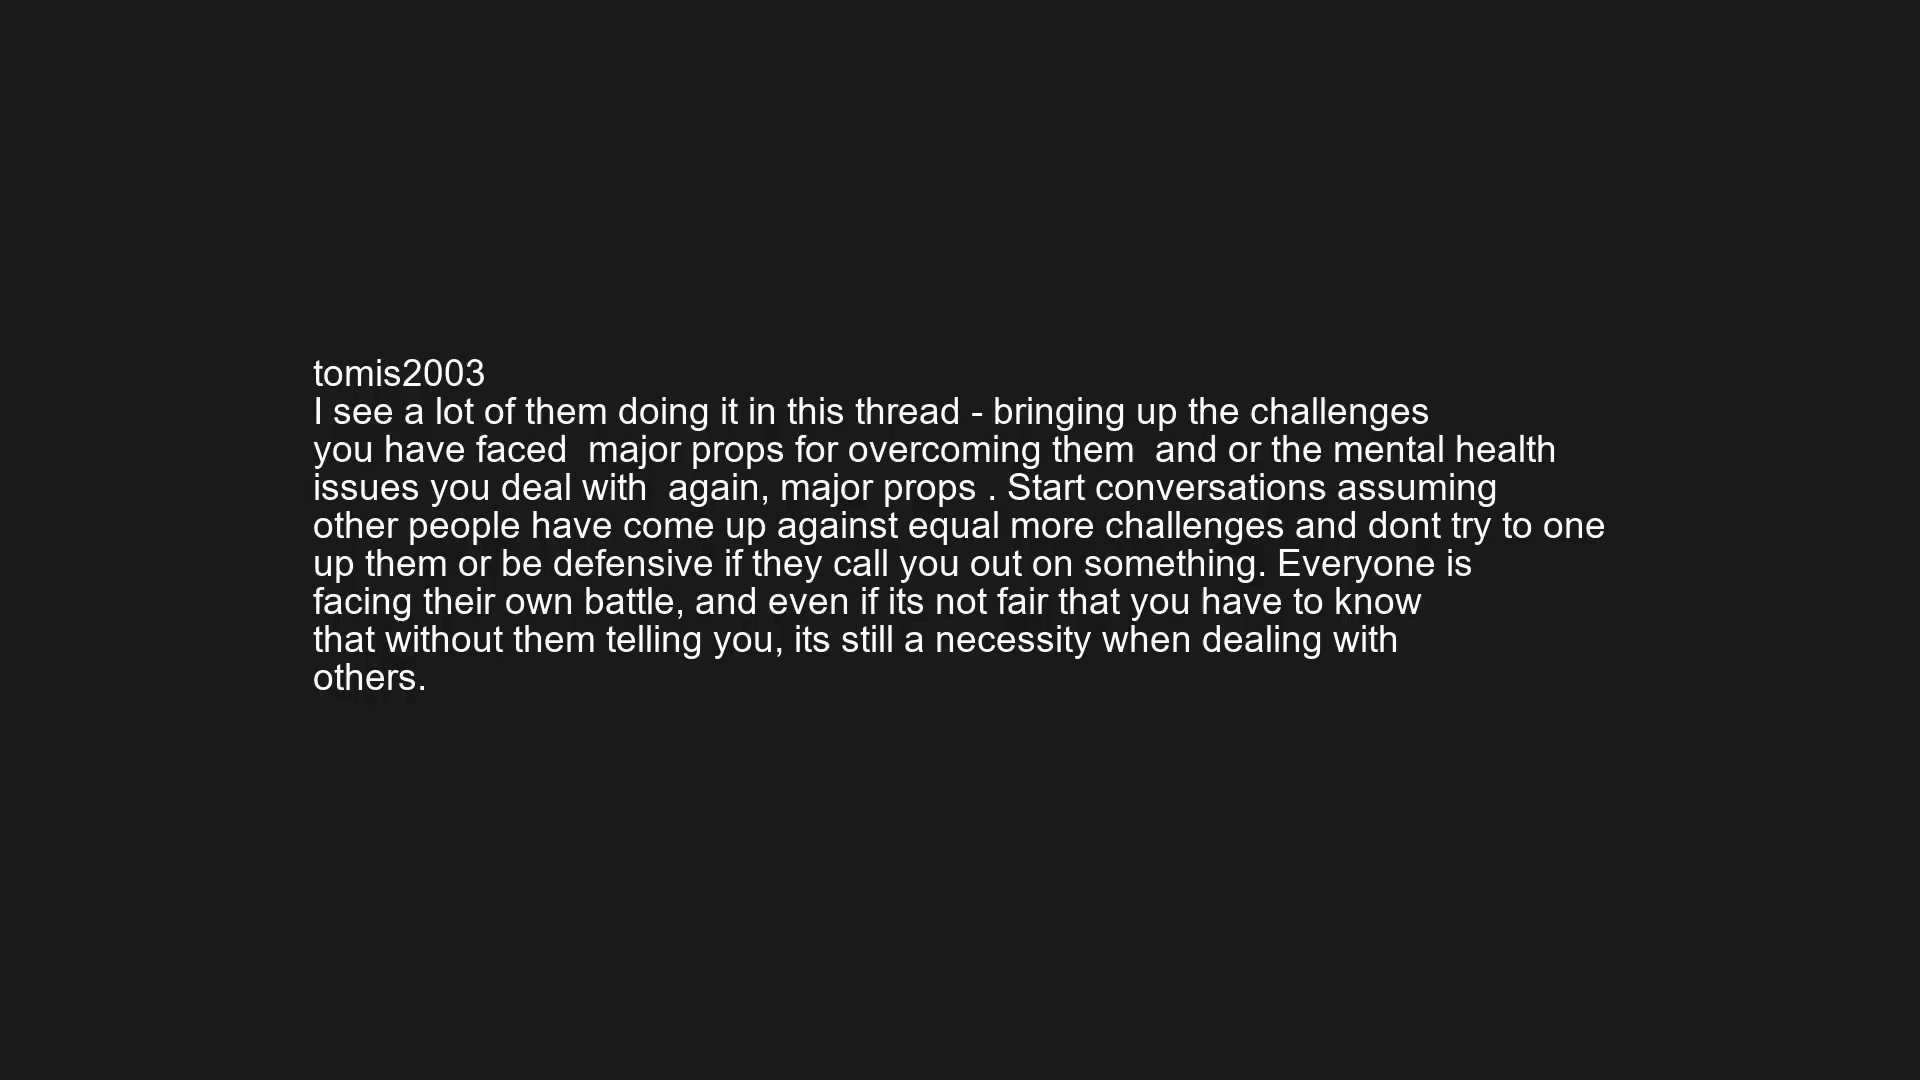 tomis2003
I see a lot of them doing it in this thread - bringing up the challenges
you have faced  major props for overcoming them  and or the mental health
issues you deal with  again, major props . Start conversations assuming
other people have come up against equal more challenges and dont try to one
up them or be defensive if they call you out on something. Everyone is
facing their own battle, and even if its not fair that you have to know
that without them telling you, its still a necessity when dealing with
others.